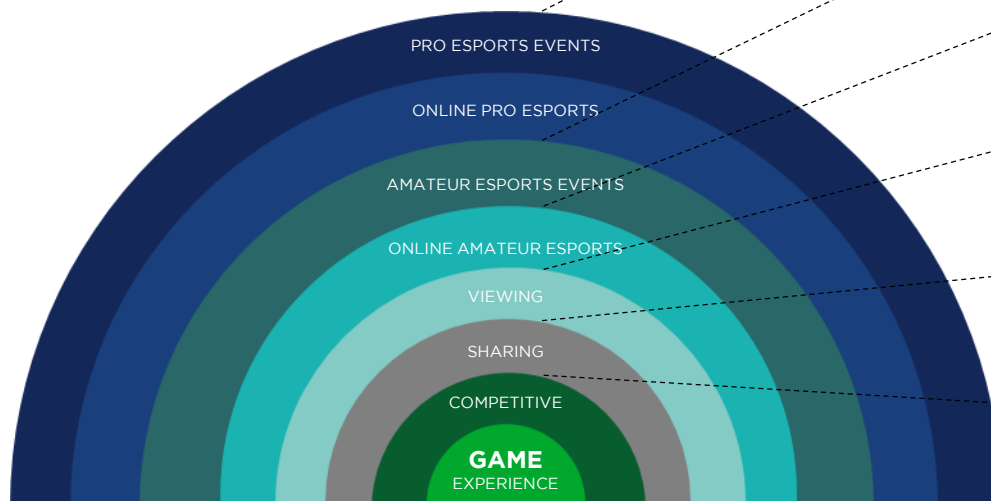 PRO ESPORTS EVENTS
ONLINE PRO ESPORTS
AMATEUR ESPORTS EVENTS
ONLINE AMATEUR ESPORTS
VIEWING
SHARING
COMPETITIVE
GAME
EXPERIENCE